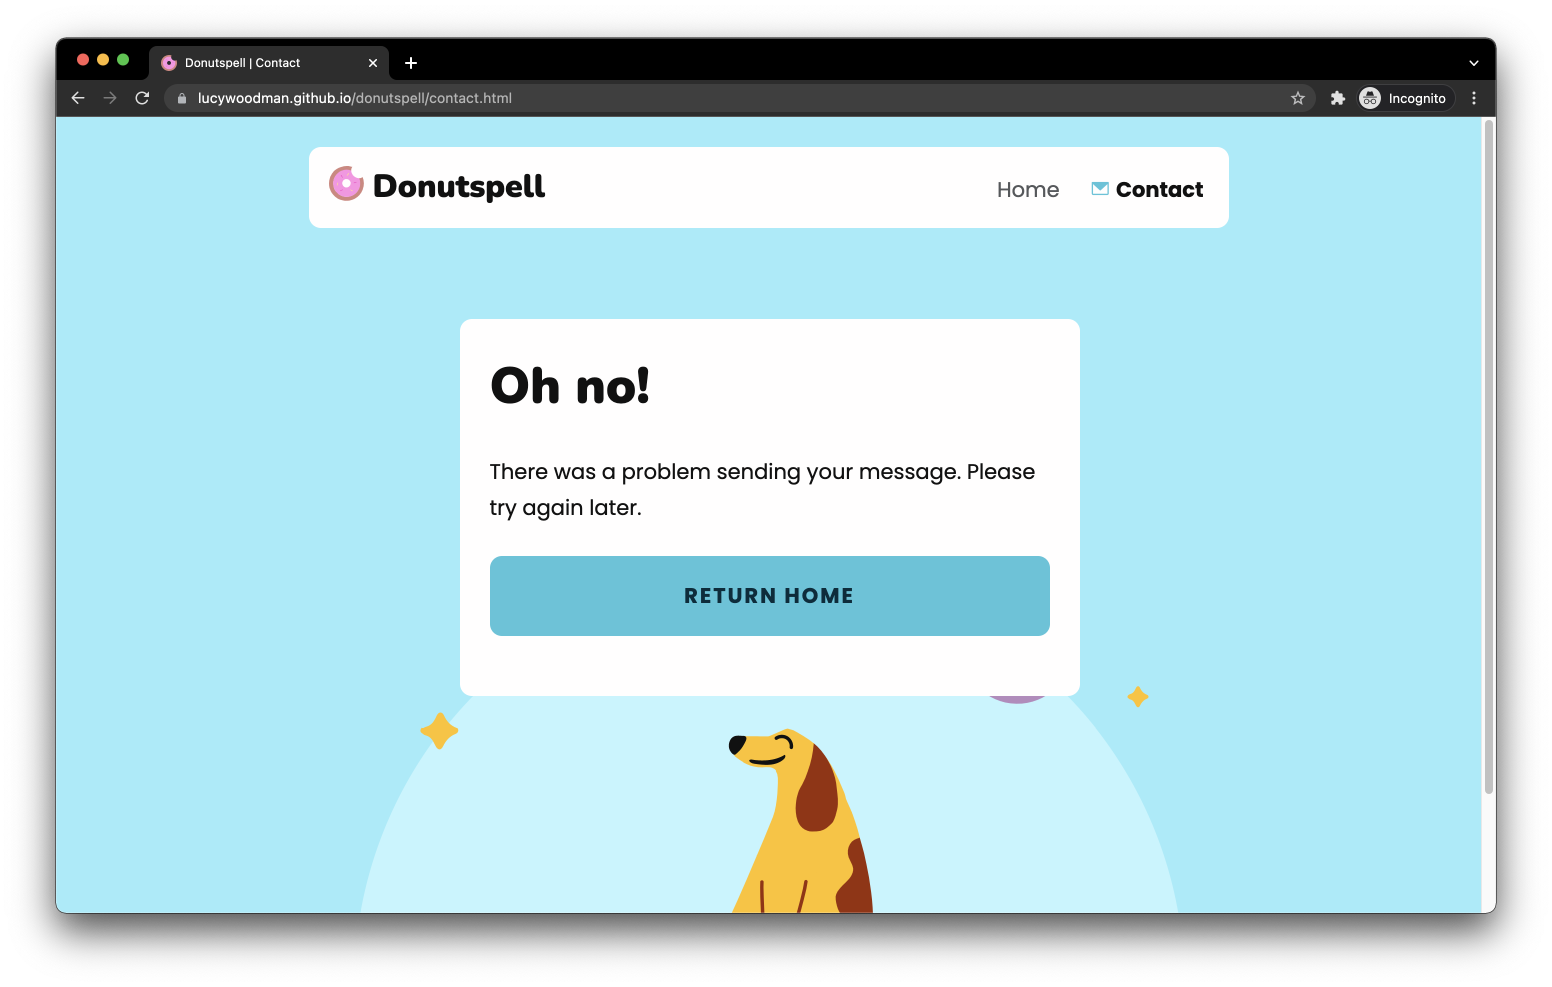 Donutspell | Contact
lucywoodman.github.io/donutspell/contact.html
Incognito
Donutspell
Home
Contact
Oh no!
There was a problem sending your message. Please
try again later.
RETURN HOME